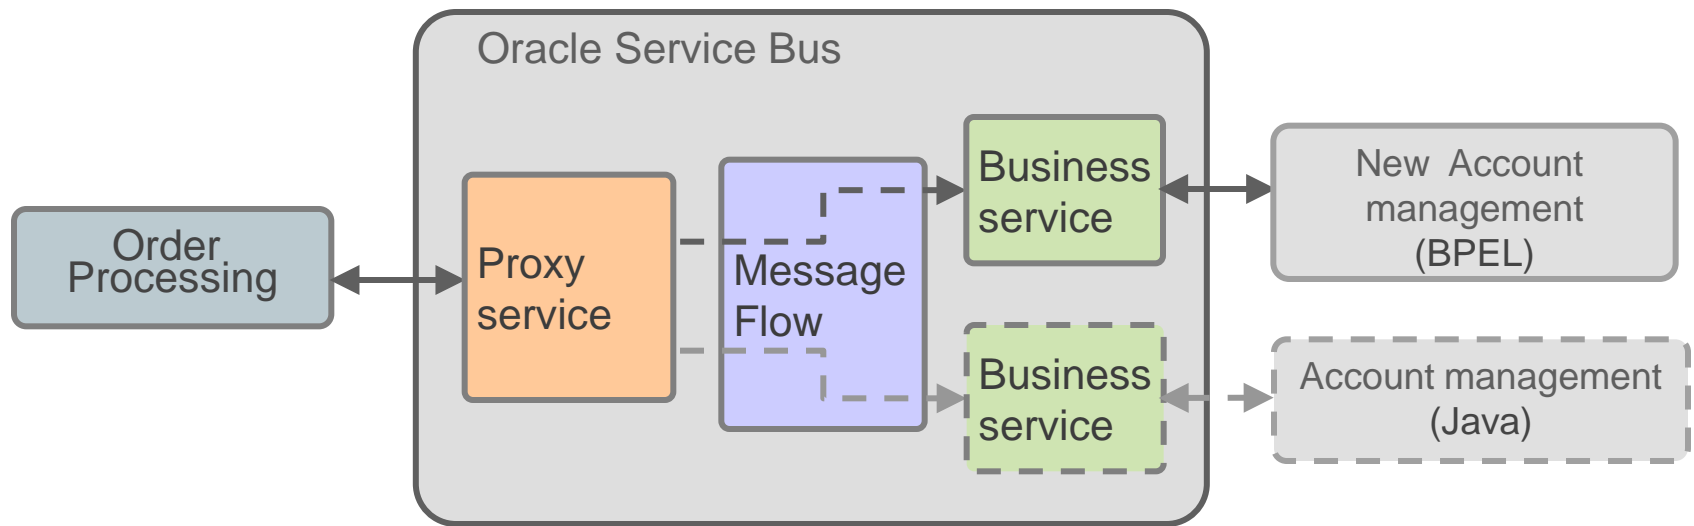 Oracle Service Bus
Order
Processing
Proxy
service
Message
Flow
Business
service
New Account
management
(BPEL)
Business
service
Account management
(Java)